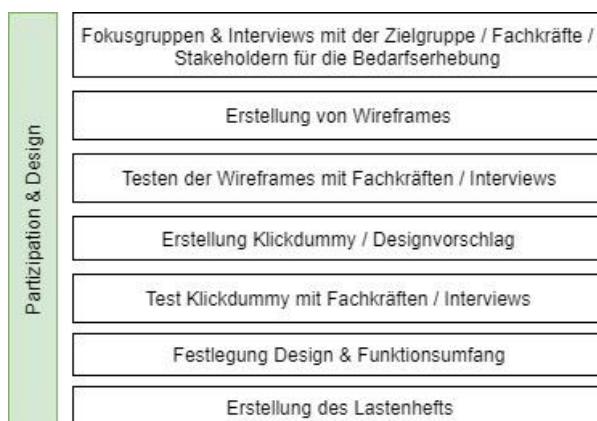 Partizipation & Design
Fokusgruppen & Interviews mit der Zielgruppe / Fachkräfte /
Stakeholdern für die Bedarfserhebung
Erstellung von Wireframes
Testen der Wireframes mit Fachkräften / Interviews
Erstellung Klickdummy / Designvorschlag
Test Klickdummy mit Fachkräften / Interviews
Festlegung Design & Funktionsumfang
Erstellung des Lastenhefts